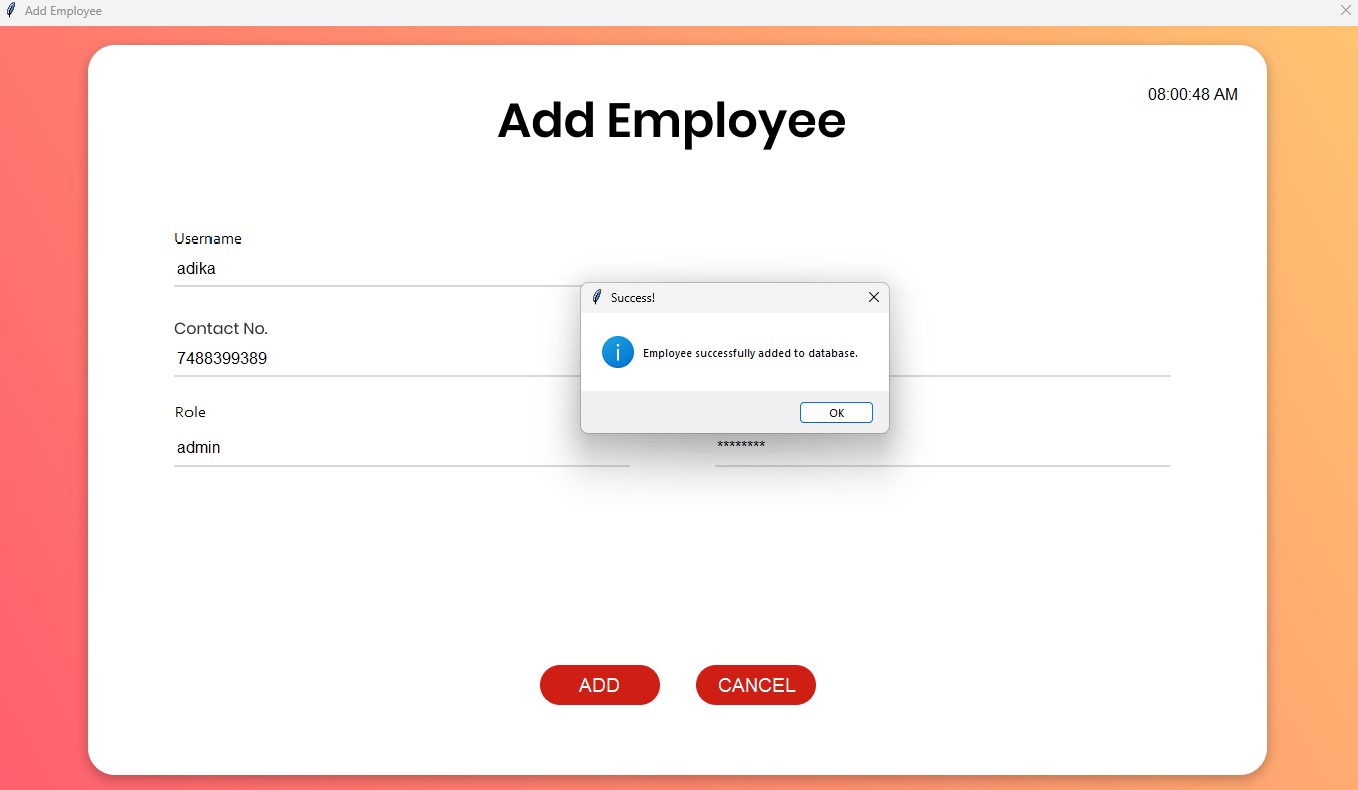 Add Employee
08:00:48 AM
Add Employee
Username
adika
Success!
Employee successfully added to database.
OK
Contact No.
7488399389
Role
admin
********
ADD
CANCEL